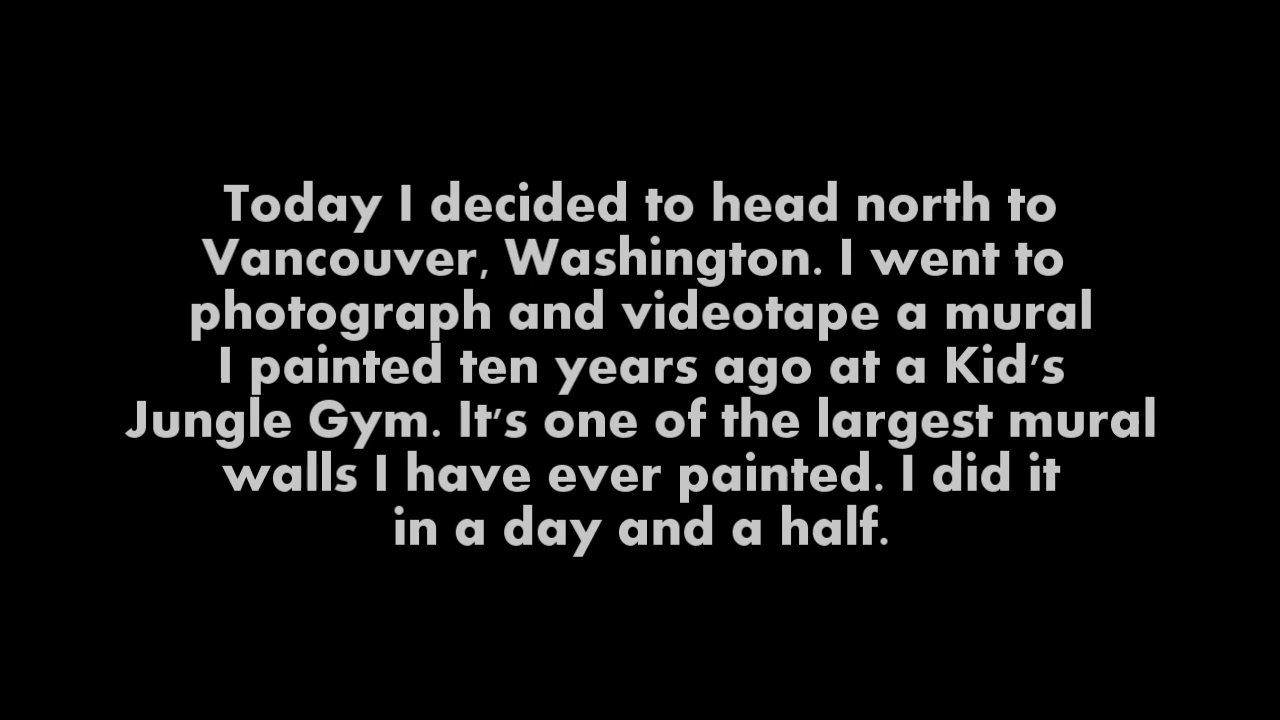 Today I decided to head north to
Vancouver, Washington. I went to
photograph and videotape a mural
I painted ten years ago at a Kid's
Jungle Gym. It's one of the largest mural
walls I have ever painted. I did it
in a day and a half.